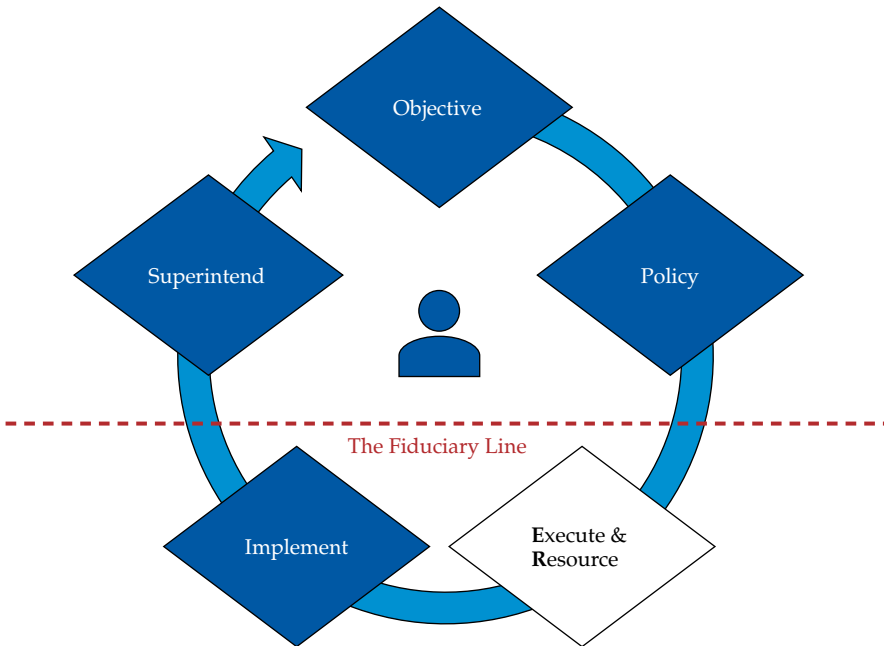 Objective
Superintend
Policy
The Fiduciary Line
Implement
Execute &
Resource